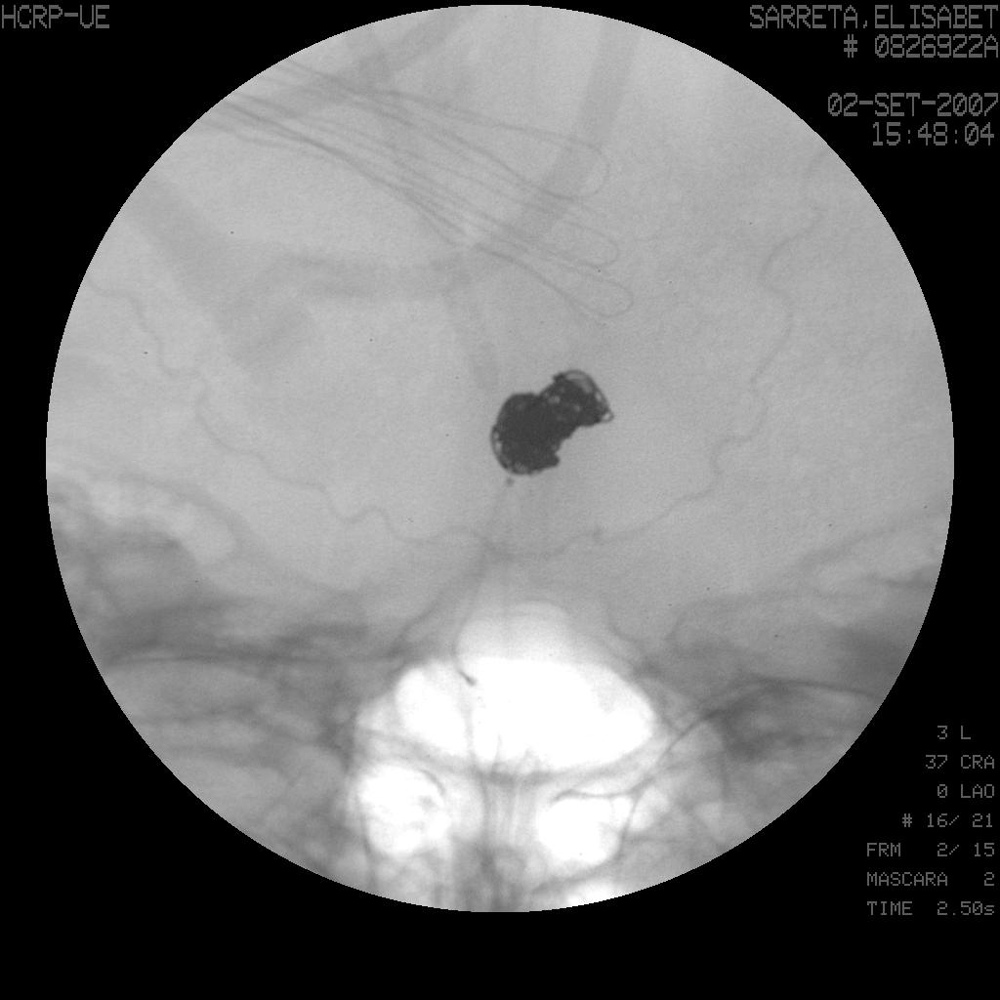 HCRP-UE
SARRETA,ELISABET
# 0826922A
02-SET-2007
15:48:04
3 L
37 CRA
0 LAO
# 16/ 21
FRM 2/ 15
MASCARA 2
TIME 2.50s